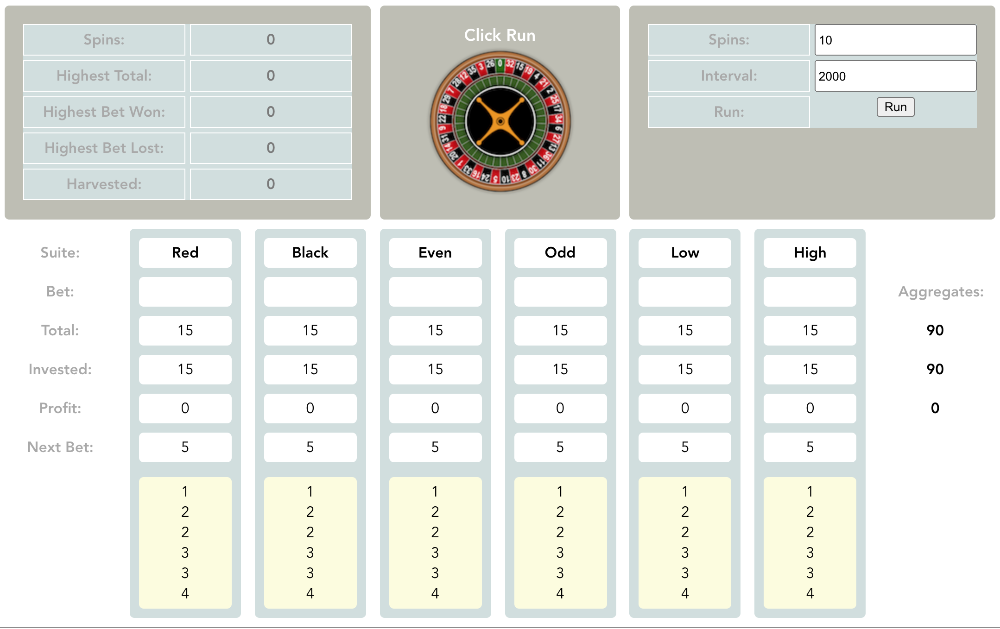 Spins: 0
Highest Total: 0
Highest Bet Won: 0
Highest Bet Lost: 0
Harvested: 0
Click Run
Spins: 10
Interval: 2000
Run: Run
Suite: Red Black Even Odd Low High
Bet: Aggregates:
Total: 15 15 15 15 15 15 90
Invested: 15 15 15 15 15 15 90
Profit: 0 0 0 0 0 0 0
Next Bet: 5 5 5 5 5 5
1 1 1 1 1 1
2 2 2 2 2 2
2 2 2 2 2 2
3 3 3 3 3 3
3 3 3 3 3 3
4 4 4 4 4 4